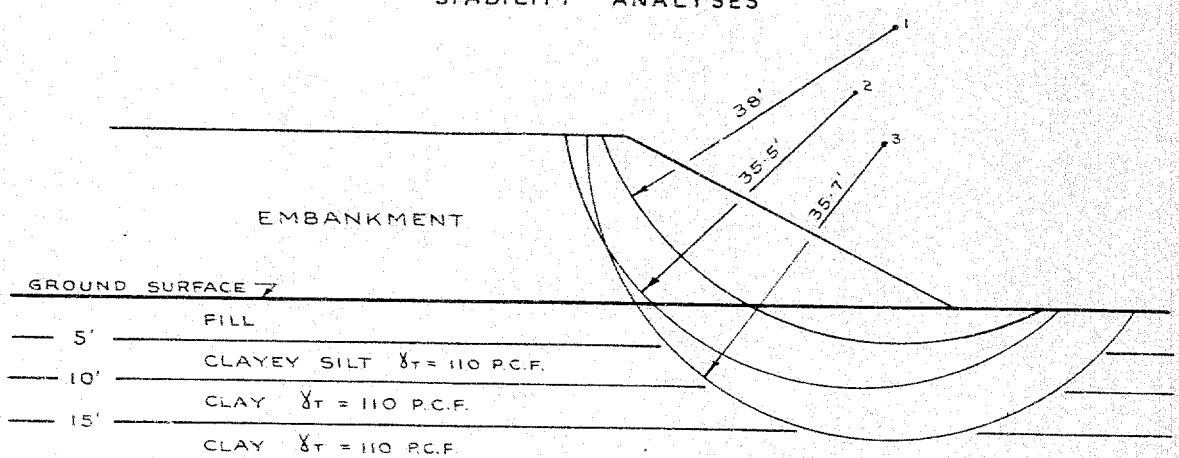 STABILITY ANALYSES
1
38'
2
35.5'
3
35.7'
EMBANKMENT
GROUND SURFACE
FILL
5'
CLAYEY SILT γT = 110 P.C.F.
10'
CLAY γT = 110 P.C.F.
15'
CLAY γT = 110 P.C.F.